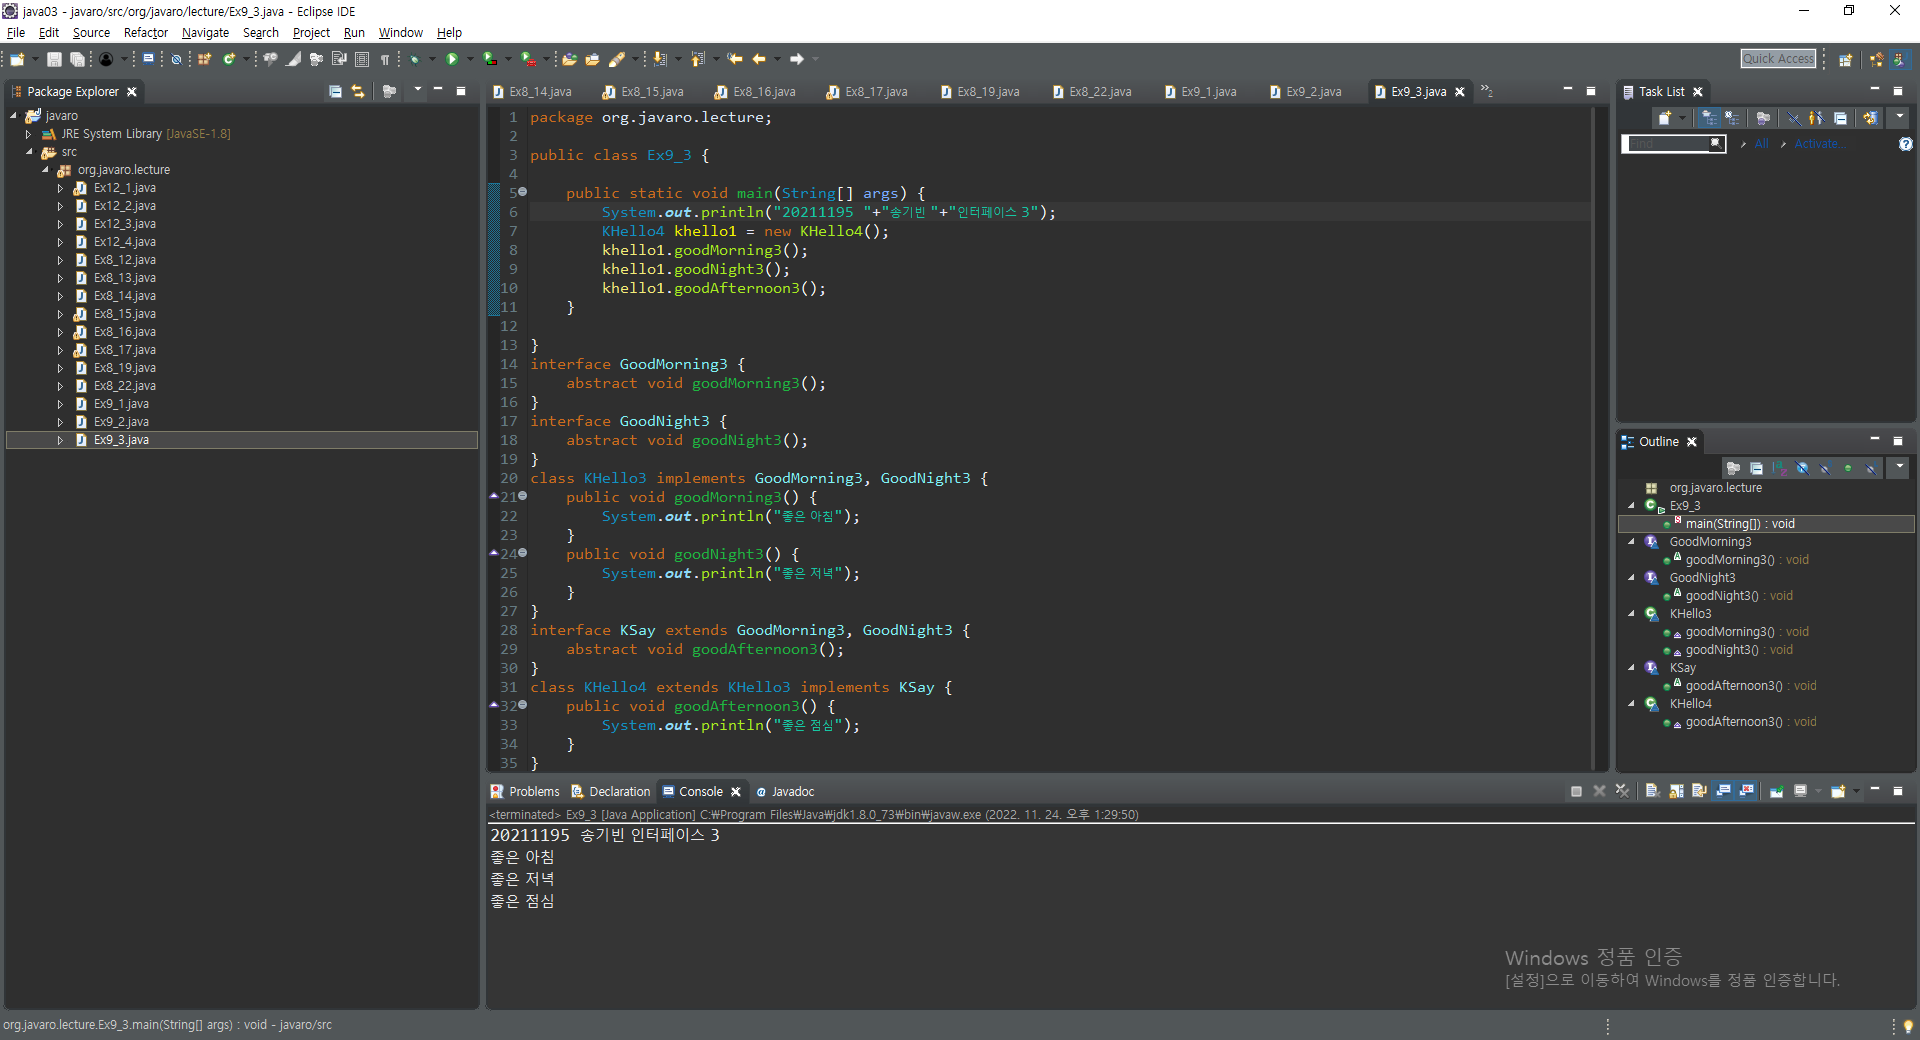 java03 - javaro/src/org/javaro/lecture/Ex9_3.java - Eclipse IDE
File Edit Source Refactor Navigate Search Project Run Window Help
Quick Access
Package Explorer
javaro
JRE System Library [JavaSE-1.8]
src
org.javaro.lecture
Ex12_1.java
Ex12_2.java
Ex12_3.java
Ex12_4.java
Ex8_12.java
Ex8_13.java
Ex8_14.java
Ex8_15.java
Ex8_16.java
Ex8_17.java
Ex8_19.java
Ex8_22.java
Ex9_1.java
Ex9_2.java
Ex9_3.java
Ex8_14.java Ex8_15.java Ex8_16.java Ex8_17.java Ex8_19.java Ex8_22.java Ex9_1.java Ex9_2.java Ex9_3.java »2
1 package org.javaro.lecture;
2
3 public class Ex9_3 {
4
5 public static void main(String[] args) {
6 System.out.println("20211195 "+"송기빈 "+"인터페이스 3");
7 KHello4 khello1 = new KHello4();
8 khello1.goodMorning3();
9 khello1.goodNight3();
10 khello1.goodAfternoon3();
11 }
12
13 }
14 interface GoodMorning3 {
15 abstract void goodMorning3();
16 }
17 interface GoodNight3 {
18 abstract void goodNight3();
19 }
20 class KHello3 implements GoodMorning3, GoodNight3 {
21 public void goodMorning3() {
22 System.out.println("좋은 아침");
23 }
24 public void goodNight3() {
25 System.out.println("좋은 저녁");
26 }
27 }
28 interface KSay extends GoodMorning3, GoodNight3 {
29 abstract void goodAfternoon3();
30 }
31 class KHello4 extends KHello3 implements KSay {
32 public void goodAfternoon3() {
33 System.out.println("좋은 점심");
34 }
35 }
Task List
Find All Activate...
Outline
org.javaro.lecture
Ex9_3
main(String[]) : void
GoodMorning3
goodMorning3() : void
GoodNight3
goodNight3() : void
KHello3
goodMorning3() : void
goodNight3() : void
KSay
goodAfternoon3() : void
KHello4
goodAfternoon3() : void
Problems Declaration Console Javadoc
<terminated> Ex9_3 [Java Application] C:₩Program Files₩Java₩jdk1.8.0_73₩bin₩javaw.exe (2022. 11. 24. 오후 1:29:50)
20211195 송기빈 인터페이스 3
좋은 아침
좋은 저녁
좋은 점심
Windows 정품 인증
[설정]으로 이동하여 Windows를 정품 인증합니다.
org.javaro.lecture.Ex9_3.main(String[] args) : void - javaro/src